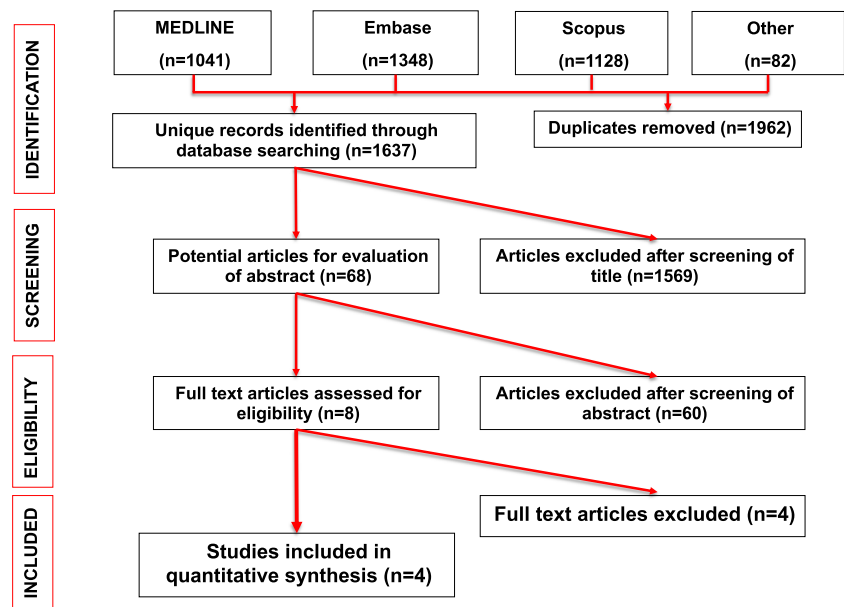 IDENTIFICATION
MEDLINE
(n=1041)
Embase
(n=1348)
Scopus
(n=1128)
Other
(n=82)
Unique records identified through
database searching (n=1637)
Duplicates removed (n=1962)
SCREENING
Potential articles for evaluation
of abstract (n=68)
Articles excluded after screening of
title (n=1569)
ELIGIBILITY
Full text articles assessed for
eligibility (n=8)
Articles excluded after screening of
abstract (n=60)
INCLUDED
Full text articles excluded (n=4)
Studies included in
quantitative synthesis (n=4)